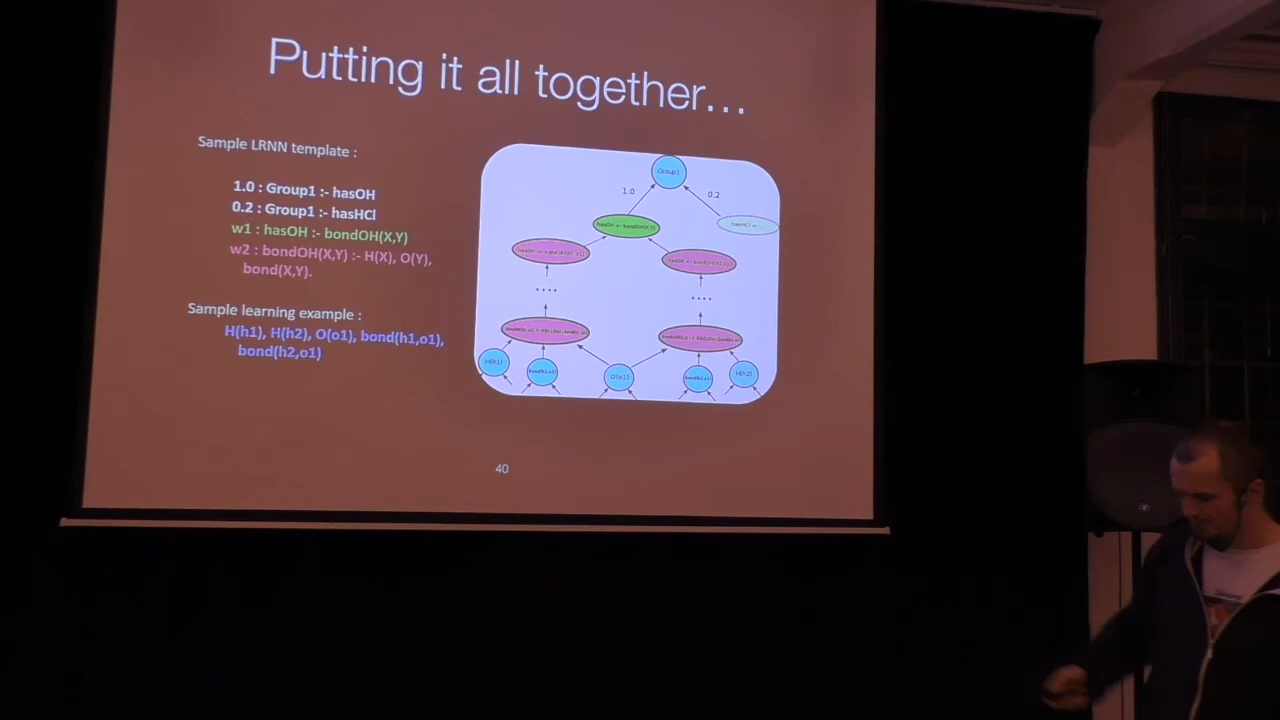 Putting it all together...
Sample LRNN template :
1.0 : Group1 :- hasOH
0.2 : Group1 :- hasHCl
w1 : hasOH :- bondOH(X,Y)
w2 : bondOH(X,Y) :- H(X), O(Y),
bond(X,Y).
Sample learning example :
H(h1), H(h2), O(o1), bond(h1,o1),
bond(h2,o1)
Group1
1.0
0.2
....
....
H(h1)
O(o1)
H(h2)
40